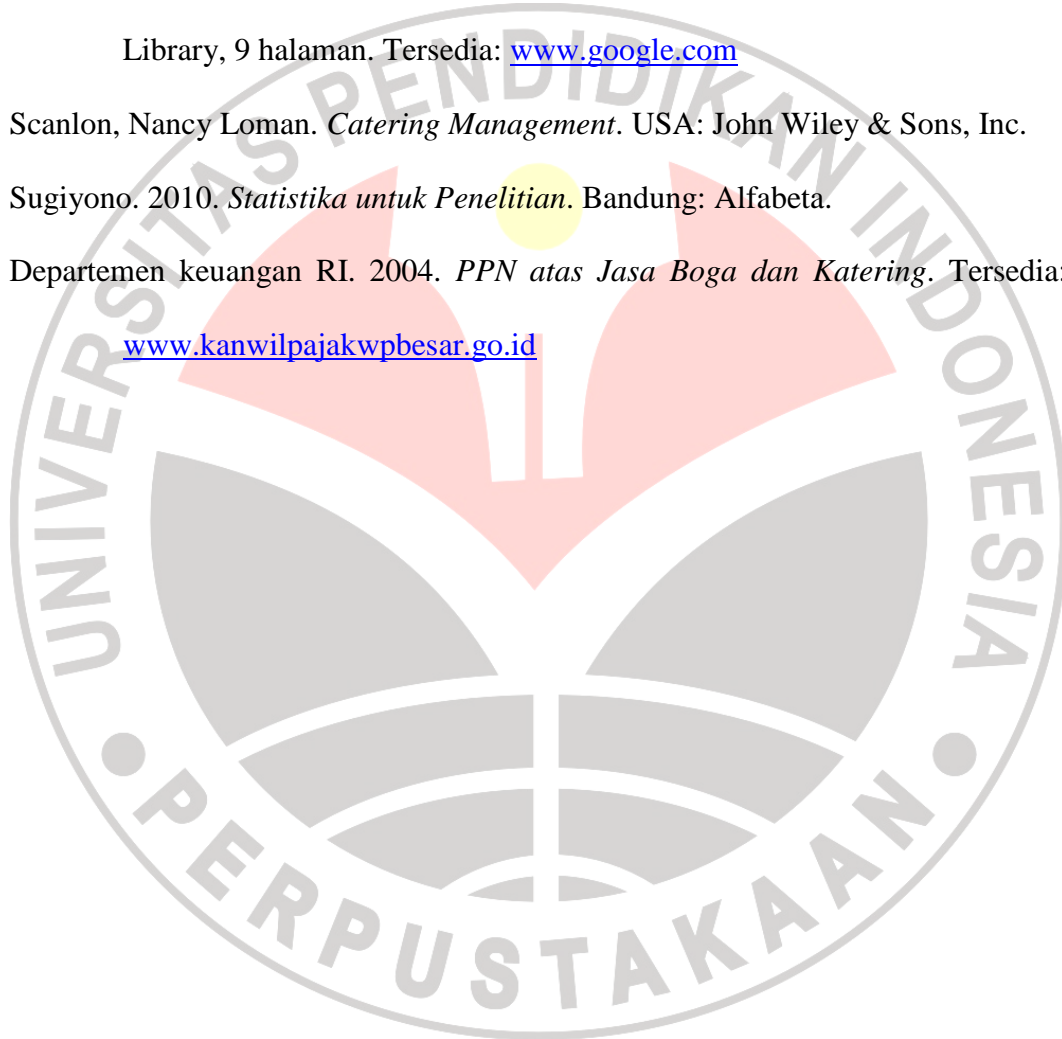 Library, 9 halaman. Tersedia: www.google.com
Scanlon, Nancy Loman. Catering Management. USA: John Wiley & Sons, Inc.
Sugiyono. 2010. Statistika untuk Penelitian. Bandung: Alfabeta.
Departemen keuangan RI. 2004. PPN atas Jasa Boga dan Katering. Tersedia:
www.kanwilpajakwpbesar.go.id
UNIVERSITAS PENDIDIKAN INDONESIA
PERPUSTAKAAN